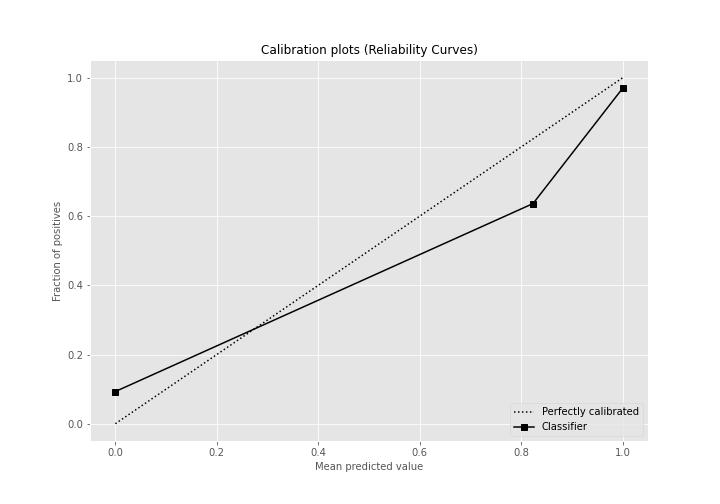 Calibration plots (Reliability Curves)
1.0
0.8
0.6
0.4
0.2
0.0
Fraction of positives
0.0 0.2 0.4 0.6 0.8 1.0
Mean predicted value
Perfectly calibrated
Classifier